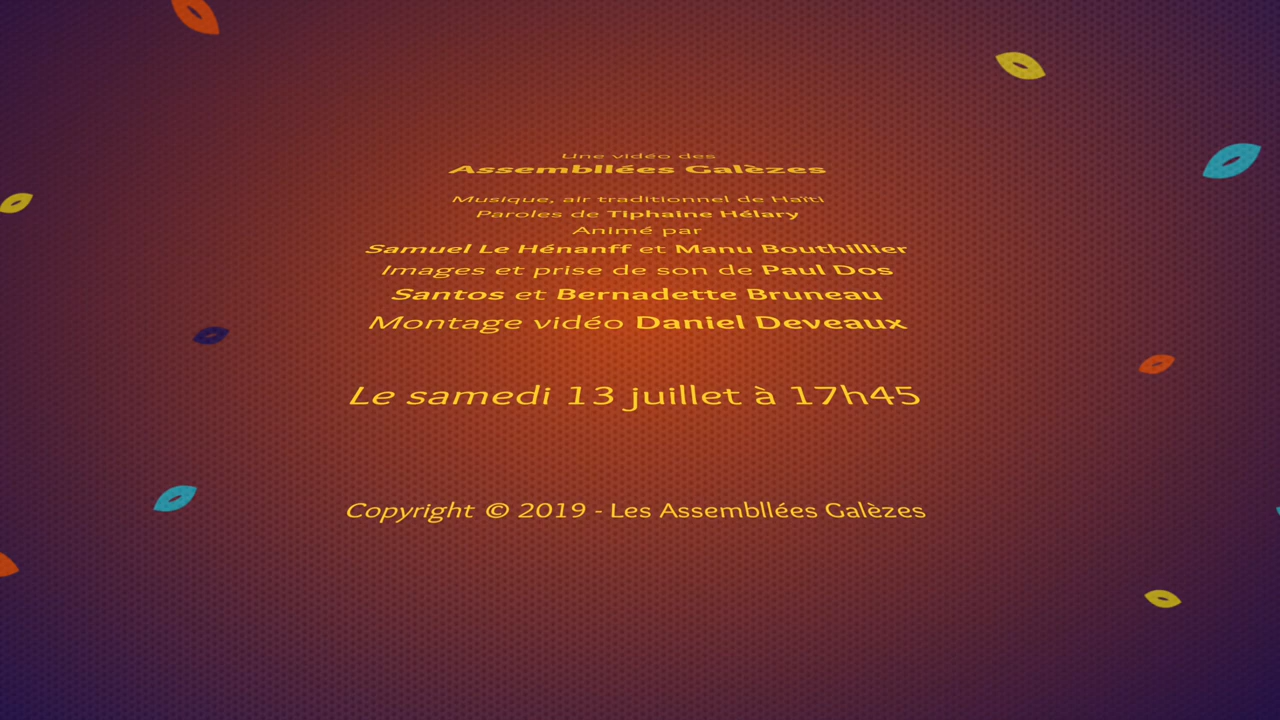 Une vidéo des
Assembllées Galèzes
Musique, air traditionnel de Haïti
Paroles de Tiphaine Hélary
Animé par
Samuel Le Hénanff et Manu Bouthillier
Images et prise de son de Paul Dos
Santos et Bernadette Bruneau
Montage vidéo Daniel Deveaux
Le samedi 13 juillet à 17h45
Copyright © 2019 - Les Assembllées Galèzes